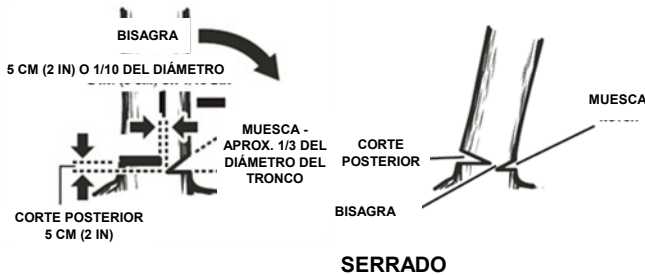 BISAGRA
5 CM (2 IN) O 1/10 DEL DIÁMETRO
MUESCA -
APROX. 1/3 DEL
DIÁMETRO DEL
TRONCO
CORTE POSTERIOR
5 CM (2 IN)
CORTE
POSTERIOR
BISAGRA
MUESCA
SERRADO